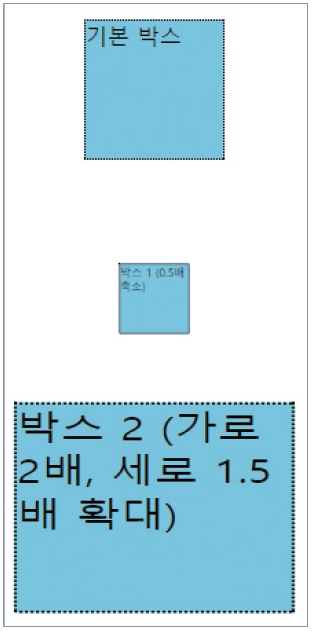 기본 박스
박스 1 (0.5배
축소)
박스 2 (가로
2배, 세로 1.5
배 확대)